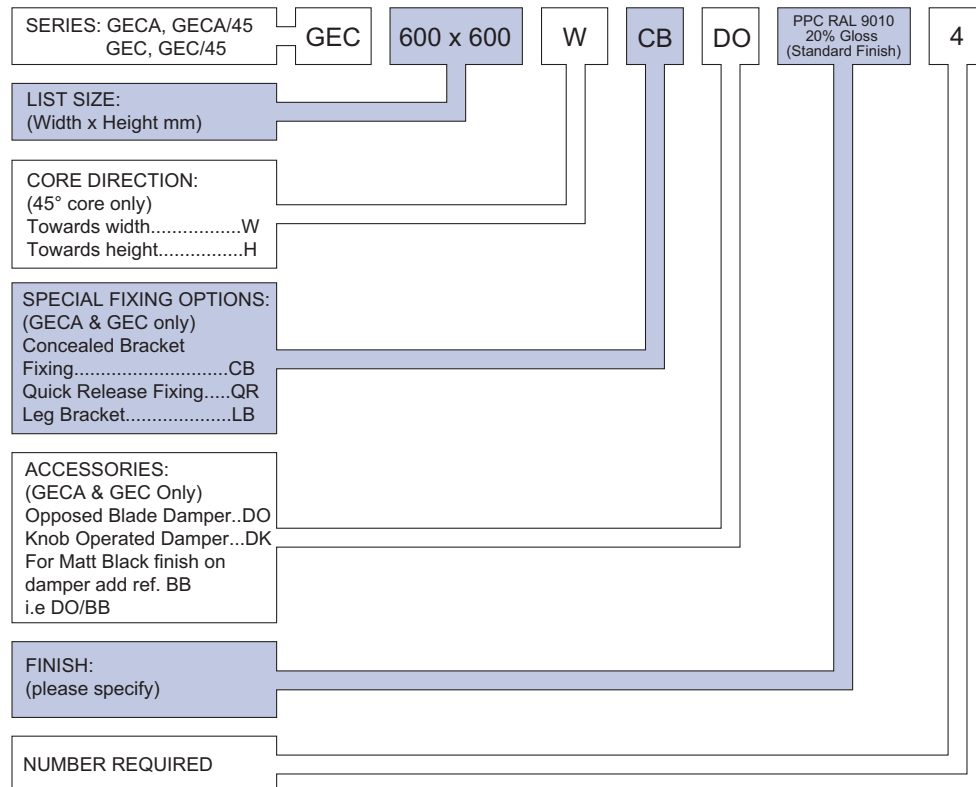 SERIES: GECA, GECA/45
GEC, GEC/45
GEC
600 x 600
W
CB
DO
PPC RAL 9010
20% Gloss
(Standard Finish)
4
LIST SIZE:
(Width x Height mm)
CORE DIRECTION:
(45° core only)
Towards width.................W
Towards height................H
SPECIAL FIXING OPTIONS:
(GECA & GEC only)
Concealed Bracket
Fixing.............................CB
Quick Release Fixing.....QR
Leg Bracket....................LB
ACCESSORIES:
(GECA & GEC Only)
Opposed Blade Damper..DO
Knob Operated Damper...DK
For Matt Black finish on
damper add ref. BB
i.e DO/BB
FINISH:
(please specify)
NUMBER REQUIRED